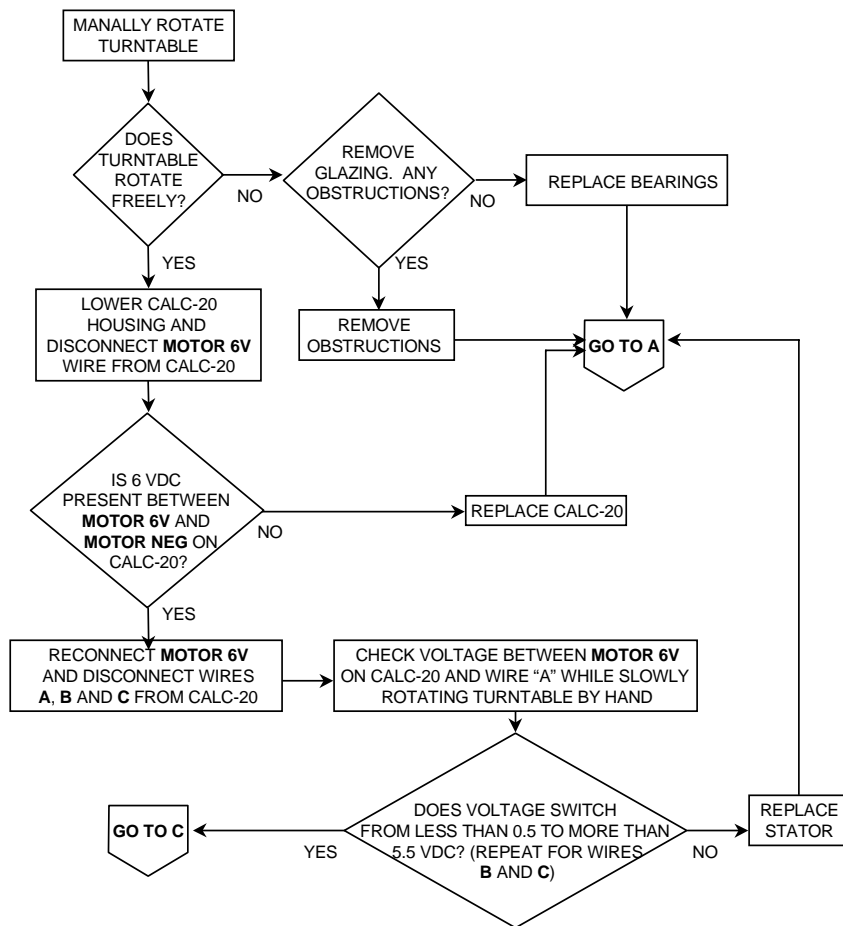 MANALLY ROTATE
TURNTABLE
DOES
TURNTABLE
ROTATE
FREELY?
NO
YES
REMOVE
GLAZING. ANY
OBSTRUCTIONS?
NO
YES
REPLACE BEARINGS
LOWER CALC-20
HOUSING AND
DISCONNECT MOTOR 6V
WIRE FROM CALC-20
REMOVE
OBSTRUCTIONS
GO TO A
IS 6 VDC
PRESENT BETWEEN
MOTOR 6V AND
MOTOR NEG ON
CALC-20?
NO
YES
REPLACE CALC-20
RECONNECT MOTOR 6V
AND DISCONNECT WIRES
A, B AND C FROM CALC-20
CHECK VOLTAGE BETWEEN MOTOR 6V
ON CALC-20 AND WIRE “A” WHILE SLOWLY
ROTATING TURNTABLE BY HAND
DOES VOLTAGE SWITCH
FROM LESS THAN 0.5 TO MORE THAN
5.5 VDC? (REPEAT FOR WIRES
B AND C)
YES
NO
GO TO C
REPLACE
STATOR